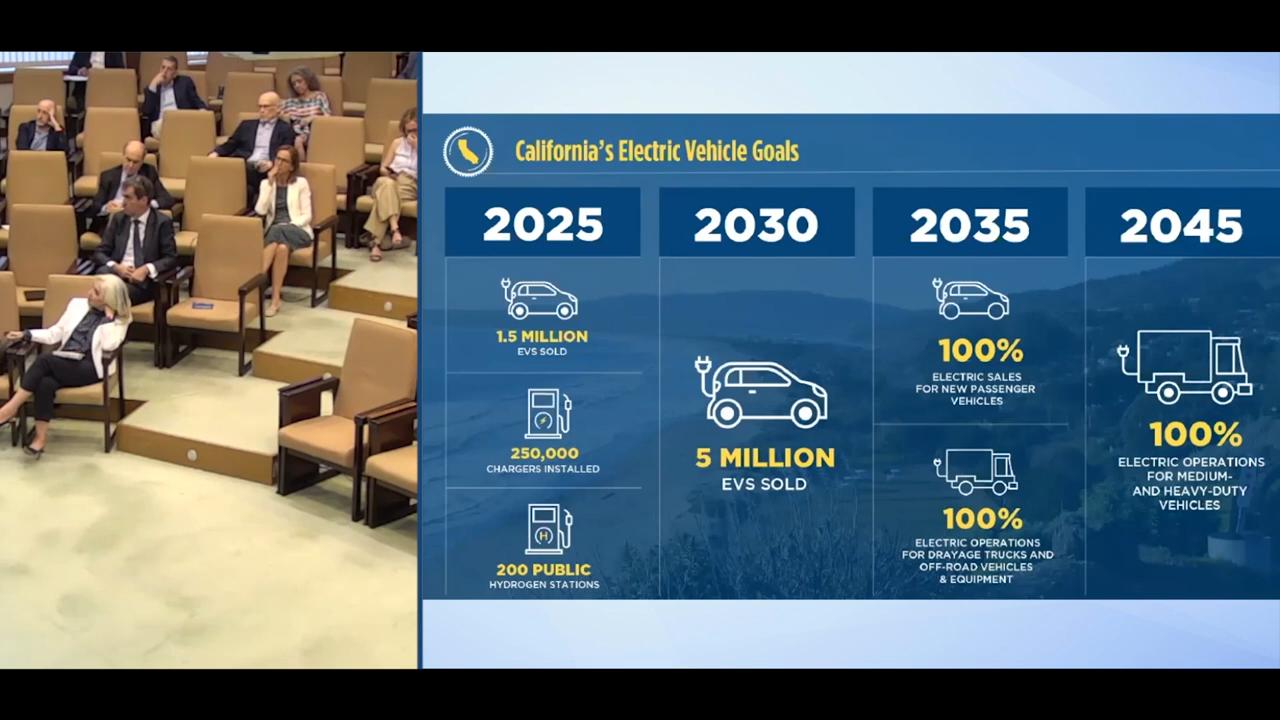 California's Electric Vehicle Goals
2025
1.5 MILLION
EVS SOLD
250,000
CHARGERS INSTALLED
H
200 PUBLIC
HYDROGEN STATIONS
2030
5 MILLION
EVS SOLD
2035
100%
ELECTRIC SALES
FOR NEW PASSENGER
VEHICLES
100%
ELECTRIC OPERATIONS
FOR DRAYAGE TRUCKS AND
OFF-ROAD VEHICLES
& EQUIPMENT
2045
100%
ELECTRIC OPERATIONS
FOR MEDIUM-
AND HEAVY-DUTY
VEHICLES